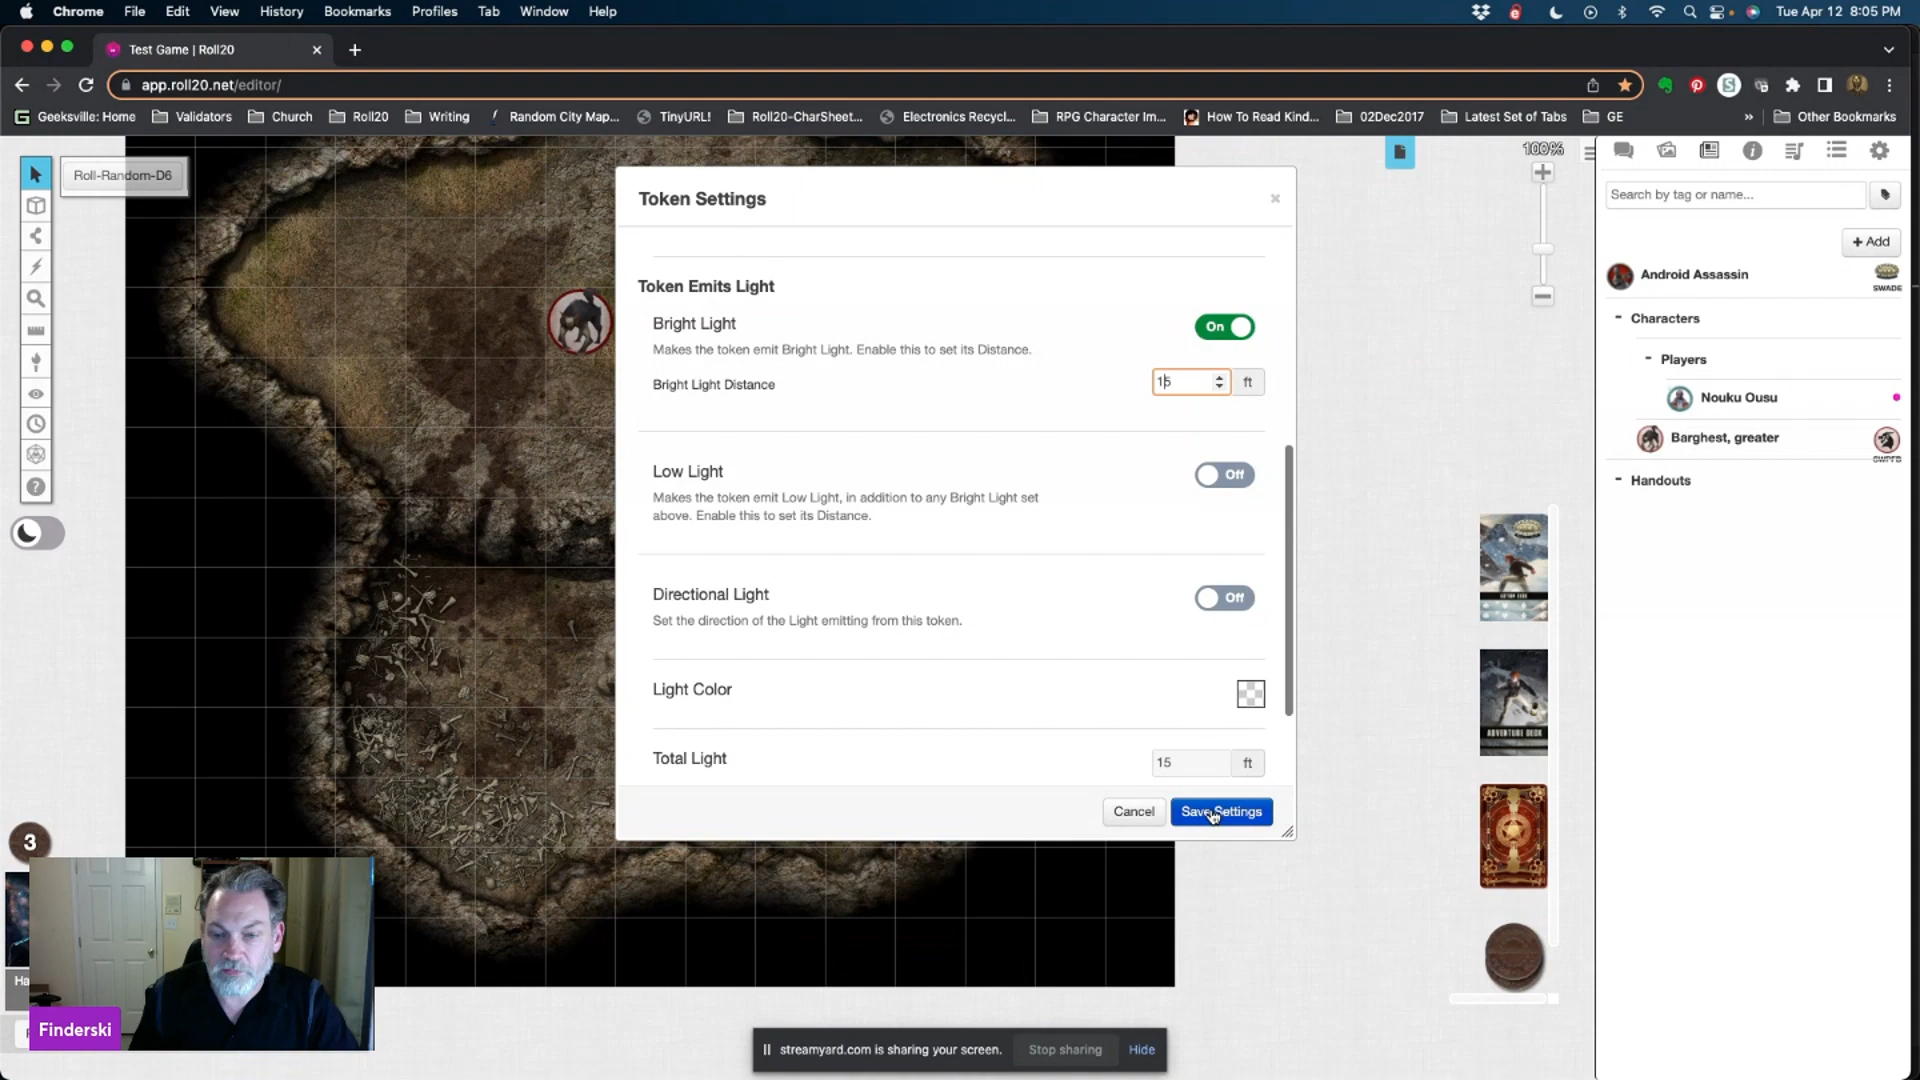 Chrome File Edit View History Bookmarks Profiles Tab Window Help Tue Apr 12 8:05 PM
Test Game | Roll20
app.roll20.net/editor/
Geeksville: Home Validators Church Roll20 Writing Random City Map... TinyURL! Roll20-CharSheet... Electronics Recycl... RPG Character Im... How To Read Kind... 02Dec2017 Latest Set of Tabs GE » Other Bookmarks
Roll-Random-D6
100%
Search by tag or name...
+ Add
Android Assassin
SWADE
Characters
Players
Nouku Ousu
Barghest, greater
Handouts
Token Settings
Token Emits Light
Bright Light
On
Makes the token emit Bright Light. Enable this to set its Distance.
Bright Light Distance
15 ft
Low Light
Off
Makes the token emit Low Light, in addition to any Bright Light set
above. Enable this to set its Distance.
Directional Light
Off
Set the direction of the Light emitting from this token.
Light Color
Total Light
15 ft
Cancel Save Settings
ADVENTURE DECK
3
Ha
Finderski
streamyard.com is sharing your screen. Stop sharing Hide